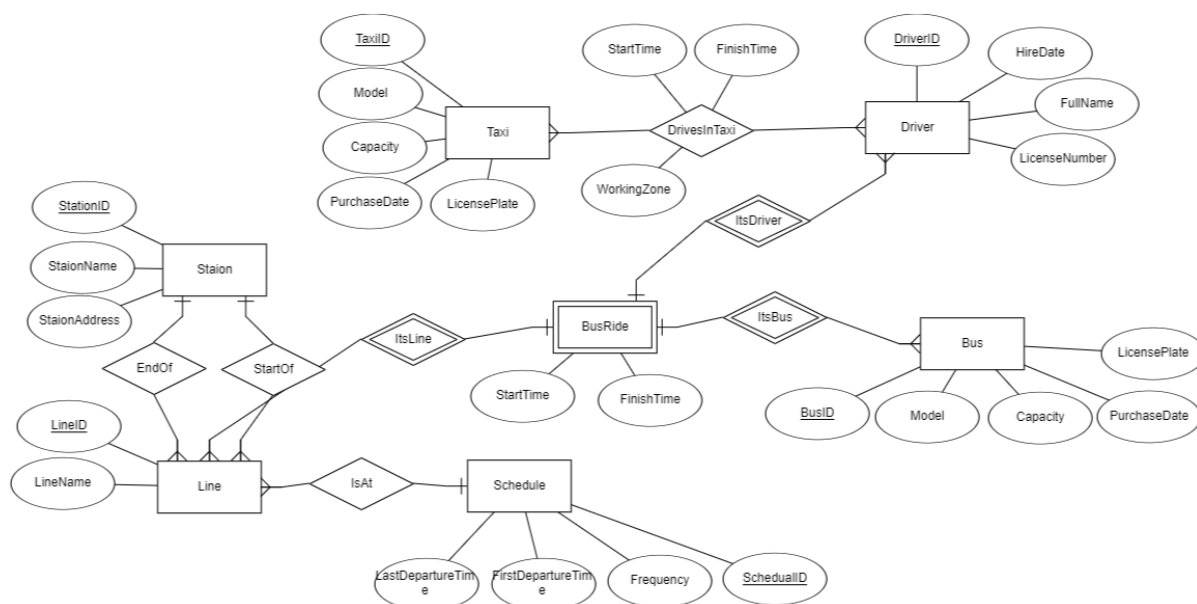 TaxiID
StartTime
FinishTime
DriverID
HireDate
Model
FullName
Taxi
DrivesInTaxi
Driver
Capacity
LicenseNumber
PurchaseDate
LicensePlate
WorkingZone
StationID
ItsDriver
StaionName
Staion
StaionAddress
ItsLine
BusRide
ItsBus
Bus
LicensePlate
EndOf
StartOf
StartTime
FinishTime
BusID
Model
Capacity
PurchaseDate
LineID
LineName
Line
IsAt
Schedule
LastDepartureTim
e
FirstDepartureTim
e
Frequency
SchedualID